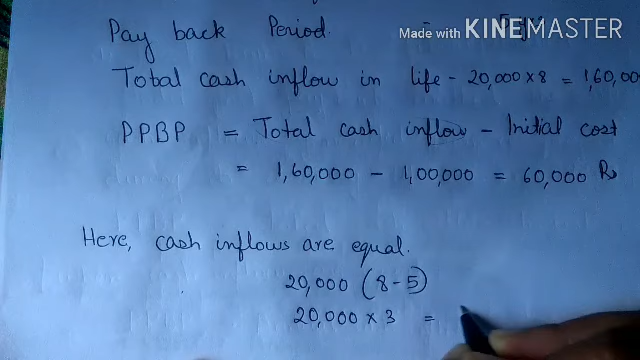 Pay back Period. =
Made with KINEMASTER
Total cash inflow in life - 20,000 × 8 = 1,60,00
PPBP = Total cash inflow - Initial cost
= 1,60,000 - 1,00,000 = 60,000 Rs
Here, cash inflows are equal.
20,000 (8-5)
20,000 × 3 =